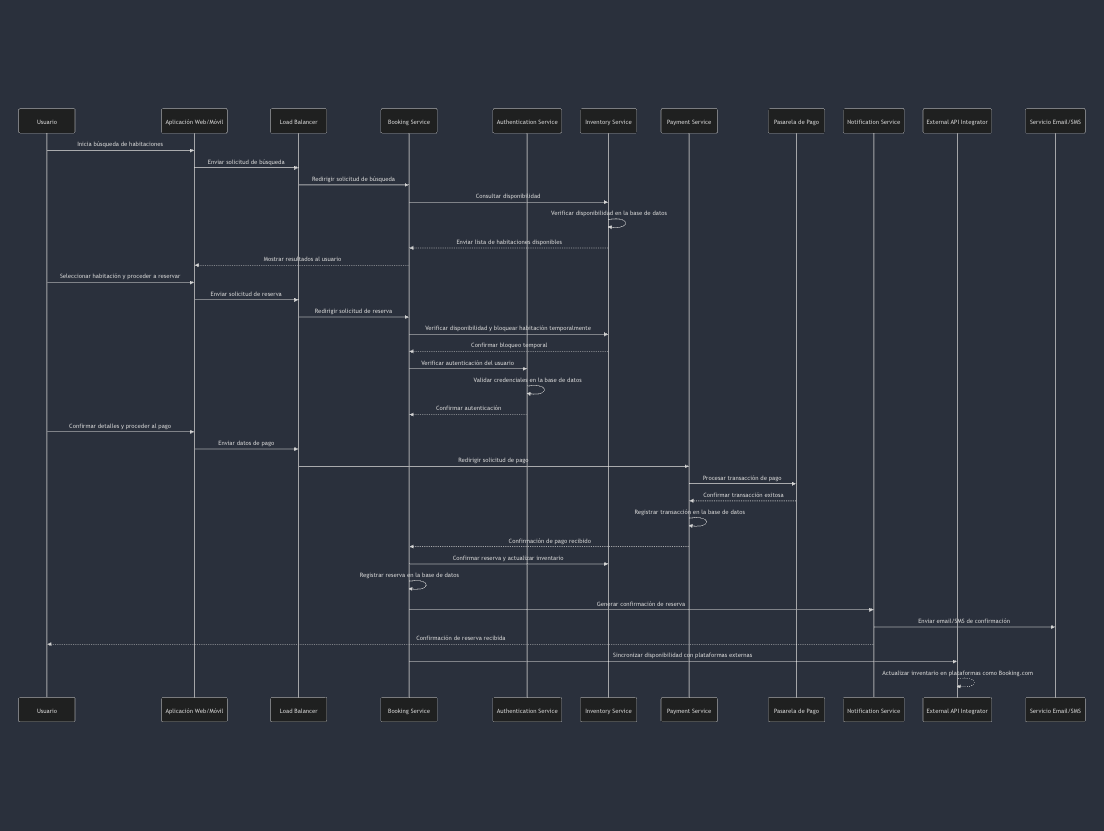 Usuario
Aplicación Web/Móvil
Load Balancer
Booking Service
Authentication Service
Inventory Service
Payment Service
Pasarela de Pago
Notification Service
External API Integrator
Servicio Email/SMS
Inicia búsqueda de habitaciones
Enviar solicitud de búsqueda
Redirigir solicitud de búsqueda
Consultar disponibilidad
Verificar disponibilidad en la base de datos
Enviar lista de habitaciones disponibles
Mostrar resultados al usuario
Seleccionar habitación y proceder a reservar
Enviar solicitud de reserva
Redirigir solicitud de reserva
Verificar disponibilidad y bloquear habitación temporalmente
Confirmar bloqueo temporal
Verificar autenticación del usuario
Validar credenciales en la base de datos
Confirmar autenticación
Confirmar detalles y proceder al pago
Enviar datos de pago
Redirigir solicitud de pago
Procesar transacción de pago
Confirmar transacción exitosa
Registrar transacción en la base de datos
Confirmación de pago recibido
Confirmar reserva y actualizar inventario
Registrar reserva en la base de datos
Generar confirmación de reserva
Enviar email/SMS de confirmación
Confirmación de reserva recibida
Sincronizar disponibilidad con plataformas externas
Actualizar inventario en plataformas como Booking.com
Usuario
Aplicación Web/Móvil
Load Balancer
Booking Service
Authentication Service
Inventory Service
Payment Service
Pasarela de Pago
Notification Service
External API Integrator
Servicio Email/SMS